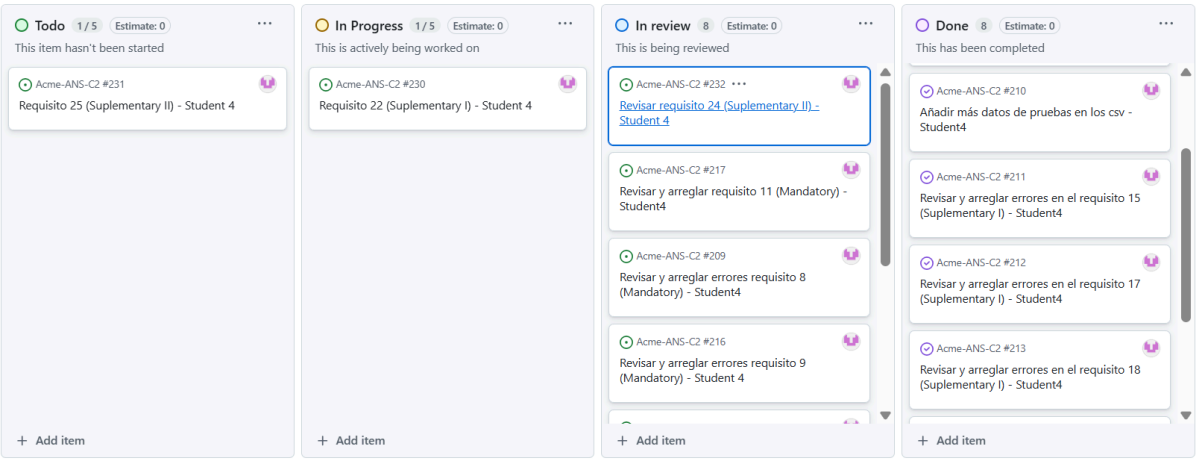 Todo 1 / 5 Estimate: 0 ···
This item hasn't been started
Acme-ANS-C2 #231
Requisito 25 (Suplementary II) - Student 4
+ Add item
In Progress 1 / 5 Estimate: 0 ···
This is actively being worked on
Acme-ANS-C2 #230
Requisito 22 (Suplementary I) - Student 4
+ Add item
In review 8 Estimate: 0 ···
This is being reviewed
Acme-ANS-C2 #232 ···
Revisar requisito 24 (Suplementary II) -
Student 4
Acme-ANS-C2 #217
Revisar y arreglar requisito 11 (Mandatory) -
Student4
Acme-ANS-C2 #209
Revisar y arreglar errores requisito 8
(Mandatory) - Student4
Acme-ANS-C2 #216
Revisar y arreglar errores requisito 9
(Mandatory) - Student 4
+ Add item
Done 8 Estimate: 0 ···
This has been completed
Acme-ANS-C2 #210
Añadir más datos de pruebas en los csv -
Student4
Acme-ANS-C2 #211
Revisar y arreglar errores en el requisito 15
(Suplementary I) - Student4
Acme-ANS-C2 #212
Revisar y arreglar errores en el requisito 17
(Suplementary I) - Student4
Acme-ANS-C2 #213
Revisar y arreglar errores en el requisito 18
(Suplementary I) - Student4
+ Add item